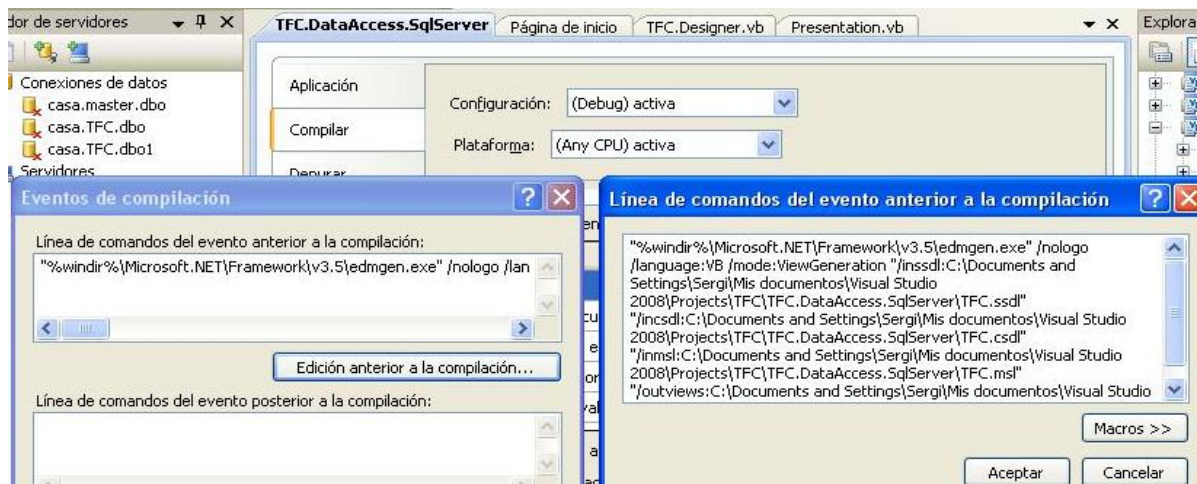 dor de servidores
TFC.DataAccess.SqlServer Página de inicio TFC.Designer.vb Presentation.vb
Explora
Conexiones de datos
casa.master.dbo
casa.TFC.dbo
casa.TFC.dbo1
Servidores
Aplicación
Compilar
Depurar
Configuración: (Debug) activa
Plataforma: (Any CPU) activa
Eventos de compilación
Línea de comandos del evento anterior a la compilación:
"%windir%\Microsoft.NET\Framework\v3.5\edmgen.exe" /nologo /lan
Edición anterior a la compilación...
Línea de comandos del evento posterior a la compilación:
Línea de comandos del evento anterior a la compilación
"%windir%\Microsoft.NET\Framework\v3.5\edmgen.exe" /nologo
/language:VB /mode:ViewGeneration "/inssdl:C:\Documents and
Settings\Sergi\Mis documentos\Visual Studio
2008\Projects\TFC\TFC.DataAccess.SqlServer\TFC.ssdl"
"/incsdl:C:\Documents and Settings\Sergi\Mis documentos\Visual Studio
2008\Projects\TFC\TFC.DataAccess.SqlServer\TFC.csdl"
"/inmsl:C:\Documents and Settings\Sergi\Mis documentos\Visual Studio
2008\Projects\TFC\TFC.DataAccess.SqlServer\TFC.msl"
"/outviews:C:\Documents and Settings\Sergi\Mis documentos\Visual Studio
Macros >>
Aceptar
Cancelar